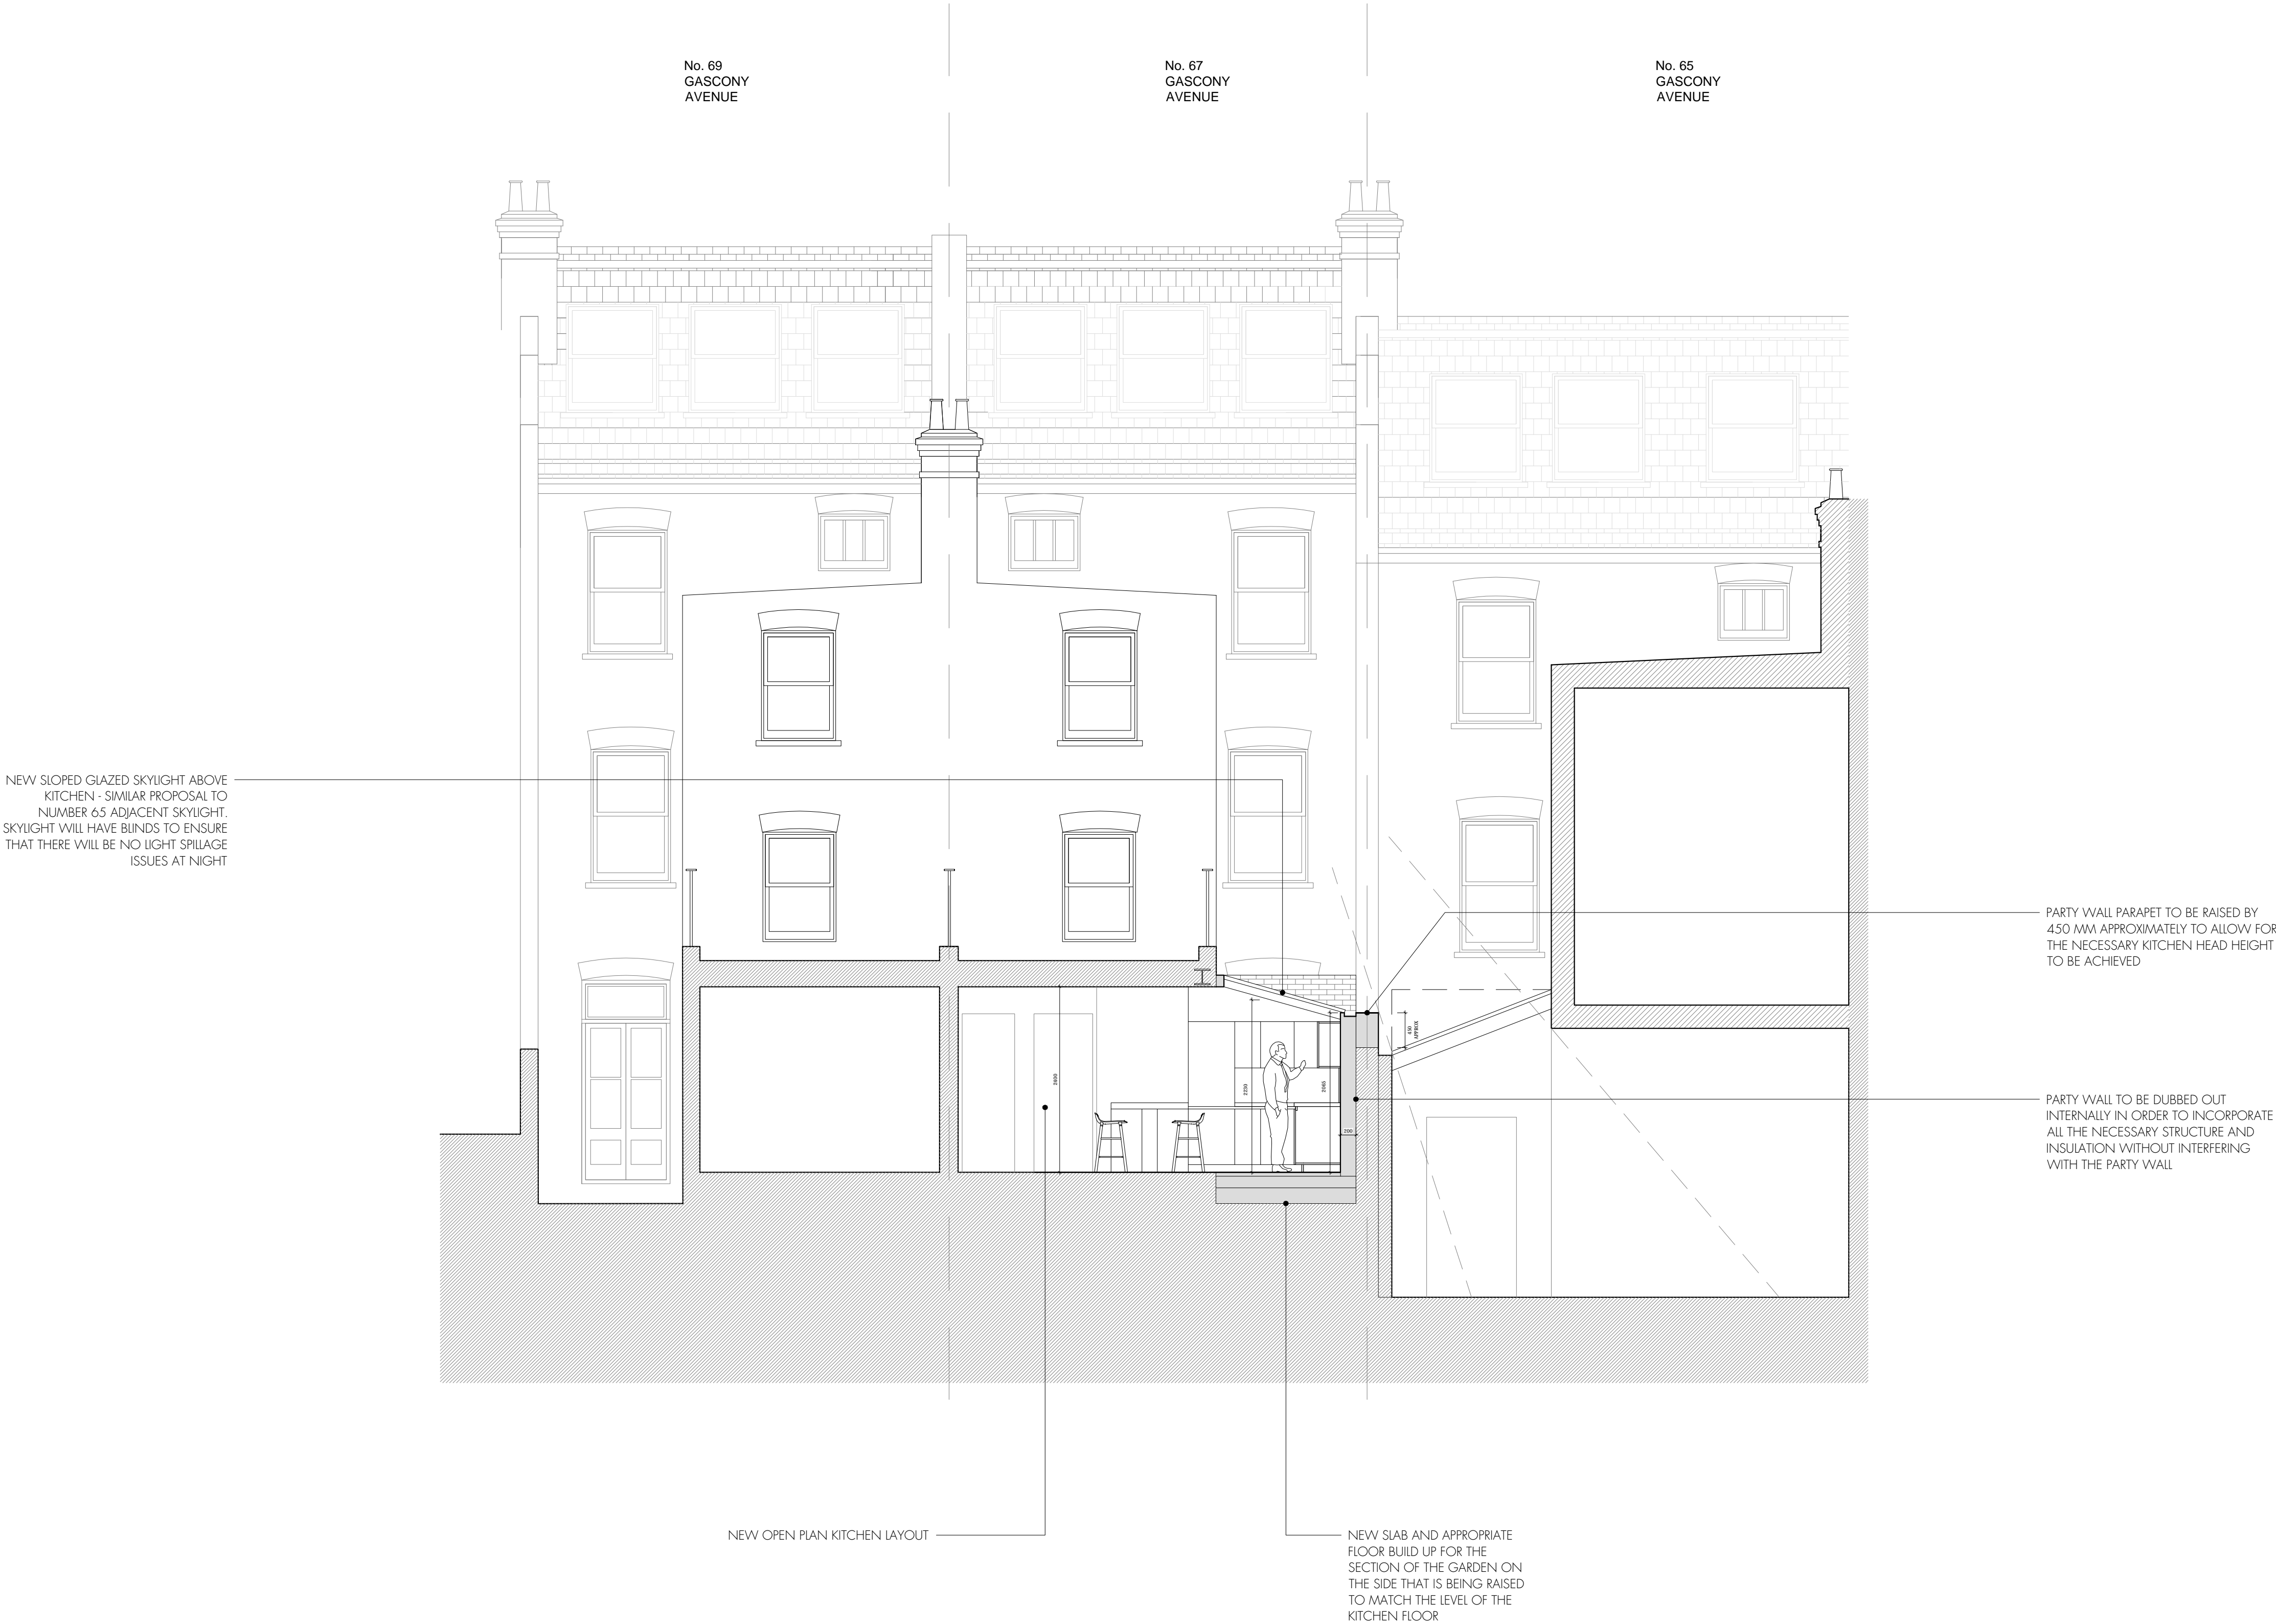 No. 69
GASCONY
AVENUE
No. 67
GASCONY
AVENUE
No. 65
GASCONY
AVENUE
NEW SLOPED GLAZED SKYLIGHT ABOVE
KITCHEN - SIMILAR PROPOSAL TO
NUMBER 65 ADJACENT SKYLIGHT.
SKYLIGHT WILL HAVE BLINDS TO ENSURE
THAT THERE WILL BE NO LIGHT SPILLAGE
ISSUES AT NIGHT
PARTY WALL PARAPET TO BE RAISED BY
450 MM APPROXIMATELY TO ALLOW FOR
THE NECESSARY KITCHEN HEAD HEIGHT
TO BE ACHIEVED
450
APPROX
2250
200
PARTY WALL TO BE DUBBED OUT
INTERNALLY IN ORDER TO INCORPORATE
ALL THE NECESSARY STRUCTURE AND
INSULATION WITHOUT INTERFERING
WITH THE PARTY WALL
NEW OPEN PLAN KITCHEN LAYOUT
NEW SLAB AND APPROPRIATE
FLOOR BUILD UP FOR THE
SECTION OF THE GARDEN ON
THE SIDE THAT IS BEING RAISED
TO MATCH THE LEVEL OF THE
KITCHEN FLOOR